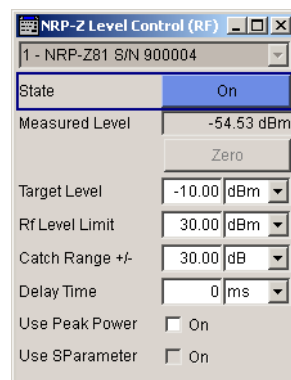 NRP-Z Level Control (RF)
1 - NRP-Z81 S/N 900004
State On
Measured Level -54.53 dBm
Zero
Target Level -10.00 dBm
Rf Level Limit 30.00 dBm
Catch Range +/- 30.00 dB
Delay Time 0 ms
Use Peak Power On
Use SParameter On